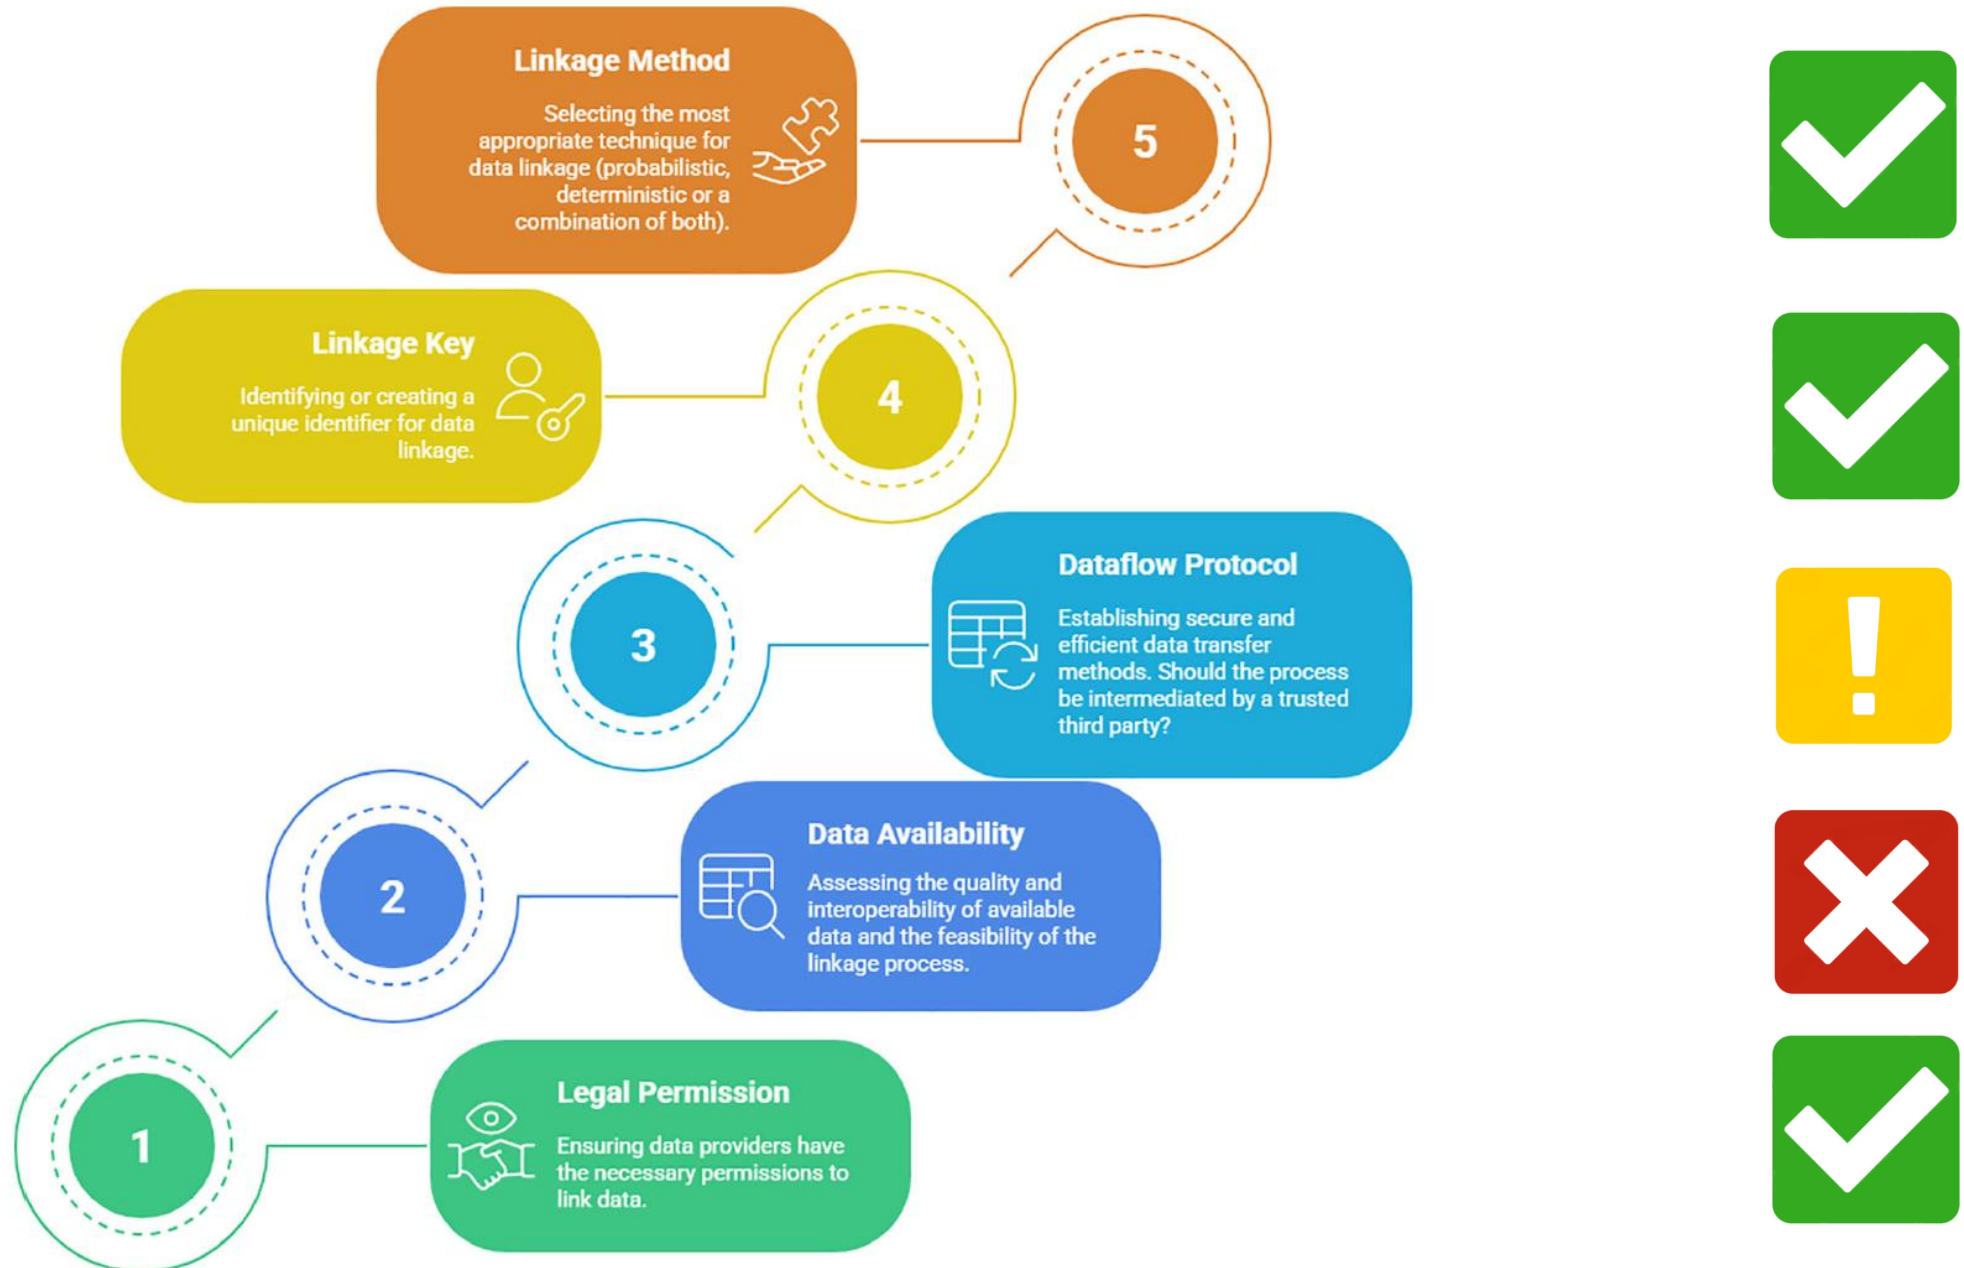 Linkage Method
Selecting the most
appropriate technique for
data linkage (probabilistic,
deterministic or a
combination of both).
5
Linkage Key
Identifying or creating a
unique identifier for data
linkage.
4
3
Dataflow Protocol
Establishing secure and
efficient data transfer
methods. Should the process
be intermediated by a trusted
third party?
2
Data Availability
Assessing the quality and
interoperability of available
data and the feasibility of the
linkage process.
1
Legal Permission
Ensuring data providers have
the necessary permissions to
link data.